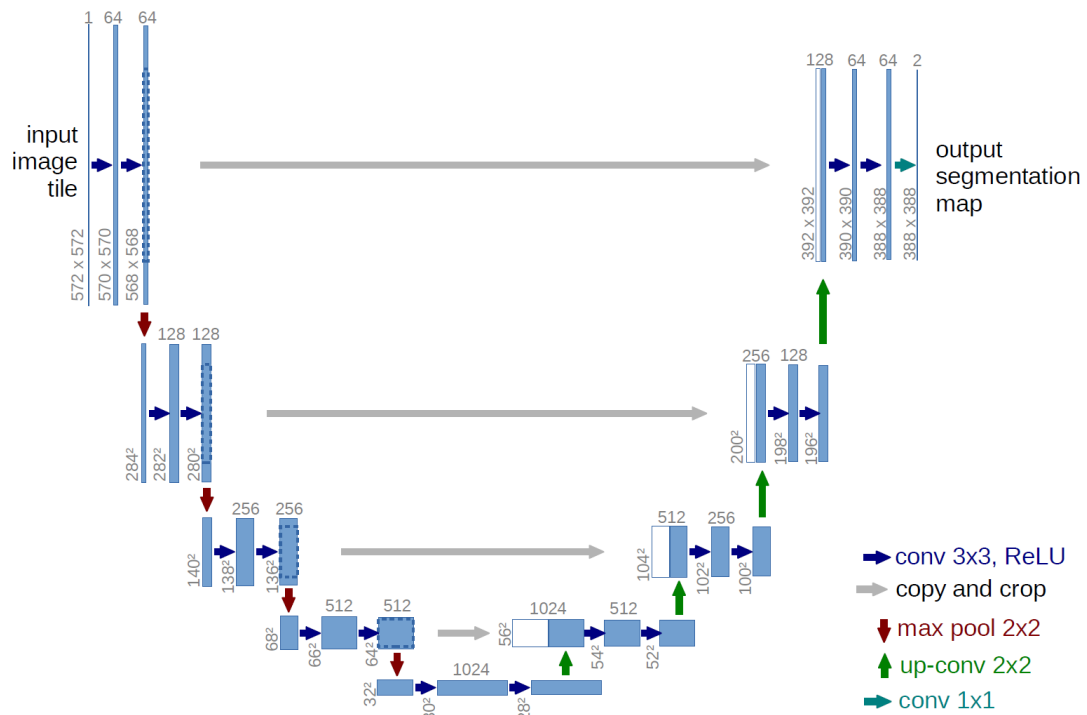 1 64 64
128 64 64 2
input
image
tile
output
segmentation
map
572 x 572
570 x 570
568 x 568
392 x 392
390 x 390
388 x 388
388 x 388
128 128
256 128
284²
282²
280²
200²
198²
196²
256 256
512 256
140²
138²
136²
104²
102²
100²
conv 3x3, ReLU
copy and crop
max pool 2x2
up-conv 2x2
conv 1x1
512 512
1024 512
68²
66²
64²
56²
54²
52²
1024
32²
30²
28²